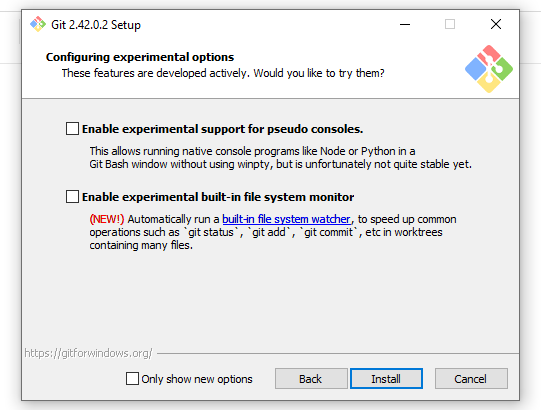 Git 2.42.0.2 Setup
Configuring experimental options
These features are developed actively. Would you like to try them?
Enable experimental support for pseudo consoles.
This allows running native console programs like Node or Python in a
Git Bash window without using winpty, but is unfortunately not quite stable yet.
Enable experimental built-in file system monitor
(NEW!) Automatically run a built-in file system watcher, to speed up common
operations such as `git status`, `git add`, `git commit`, etc in worktrees
containing many files.
https://gitforwindows.org/
Only show new options
Back
Install
Cancel